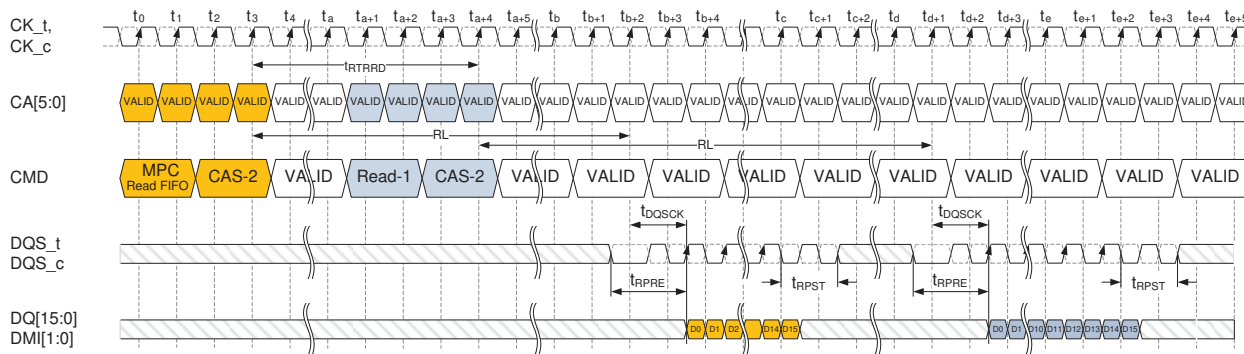 CK_t,
CK_c
t0 t1 t2 t3 t4 ta ta+1 ta+2 ta+3 ta+4 ta+5 tb tb+1 tb+2 tb+3 tb+4 tc tc+1 tc+2 td td+1 td+2 td+3 te te+1 te+2 te+3 te+4 te+5
tRTRRD
CA[5:0]
VALID VALID VALID VALID VALID VALID VALID VALID VALID VALID VALID VALID VALID VALID VALID VALID VALID VALID VALID VALID VALID VALID VALID VALID VALID VALID VALID VALID VALID VALID
RL
RL
CMD
MPC
Read FIFO
CAS-2 VALID Read-1 CAS-2 VALID VALID VALID VALID VALID VALID VALID VALID VALID VALID
tDQSCK tDQSCK
DQS_t
DQS_c
tRPRE tRPST tRPRE tRPST
DQ[15:0]
DMI[1:0]
D0 D1 D2 D14 D15 D0 D1 D10 D11 D12 D13 D14 D15